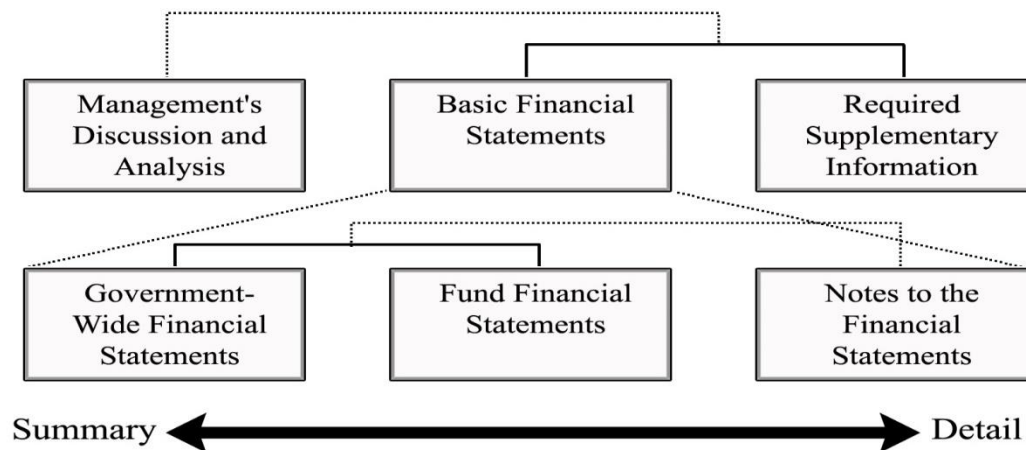 Management's
Discussion and
Analysis
Basic Financial
Statements
Required
Supplementary
Information
Government-
Wide Financial
Statements
Fund Financial
Statements
Notes to the
Financial
Statements
Summary
Detail